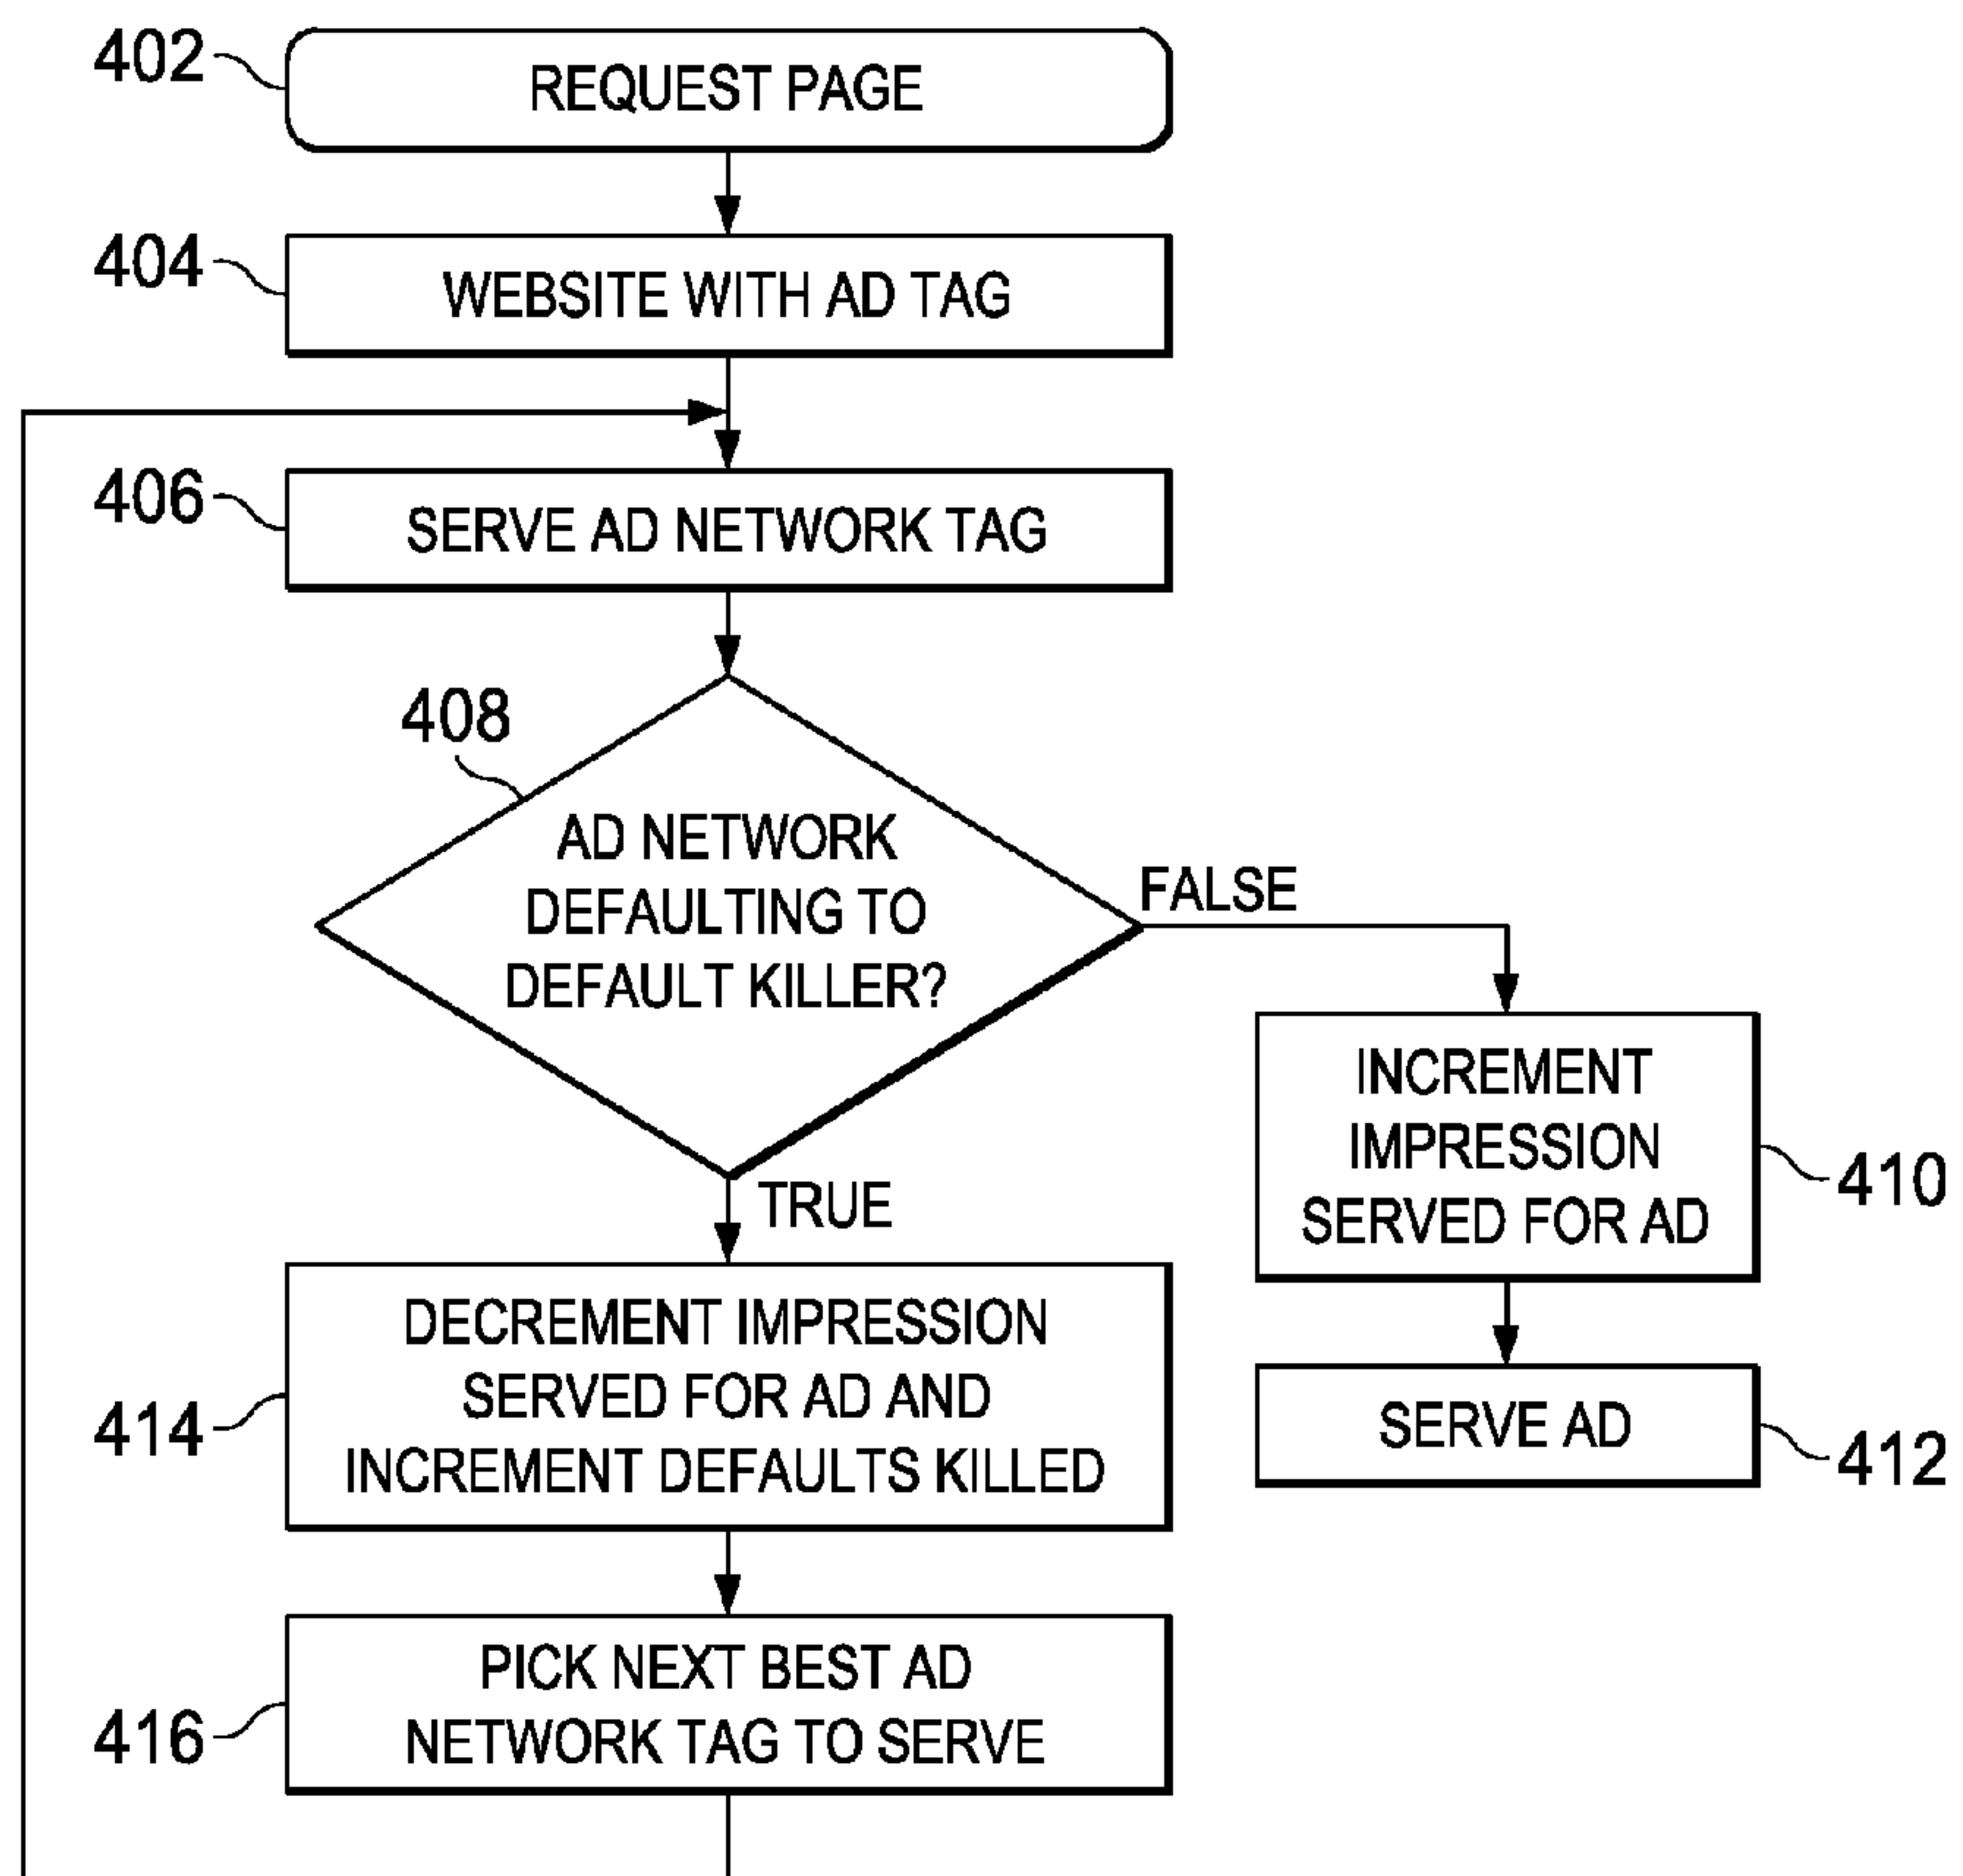 402
REQUEST PAGE
404
WEBSITE WITH AD TAG
406
SERVE AD NETWORK TAG
408
AD NETWORK
DEFAULTING TO
DEFAULT KILLER?
FALSE
TRUE
INCREMENT
IMPRESSION
SERVED FOR AD
410
SERVE AD
412
DECREMENT IMPRESSION
SERVED FOR AD AND
INCREMENT DEFAULTS KILLED
414
PICK NEXT BEST AD
NETWORK TAG TO SERVE
416